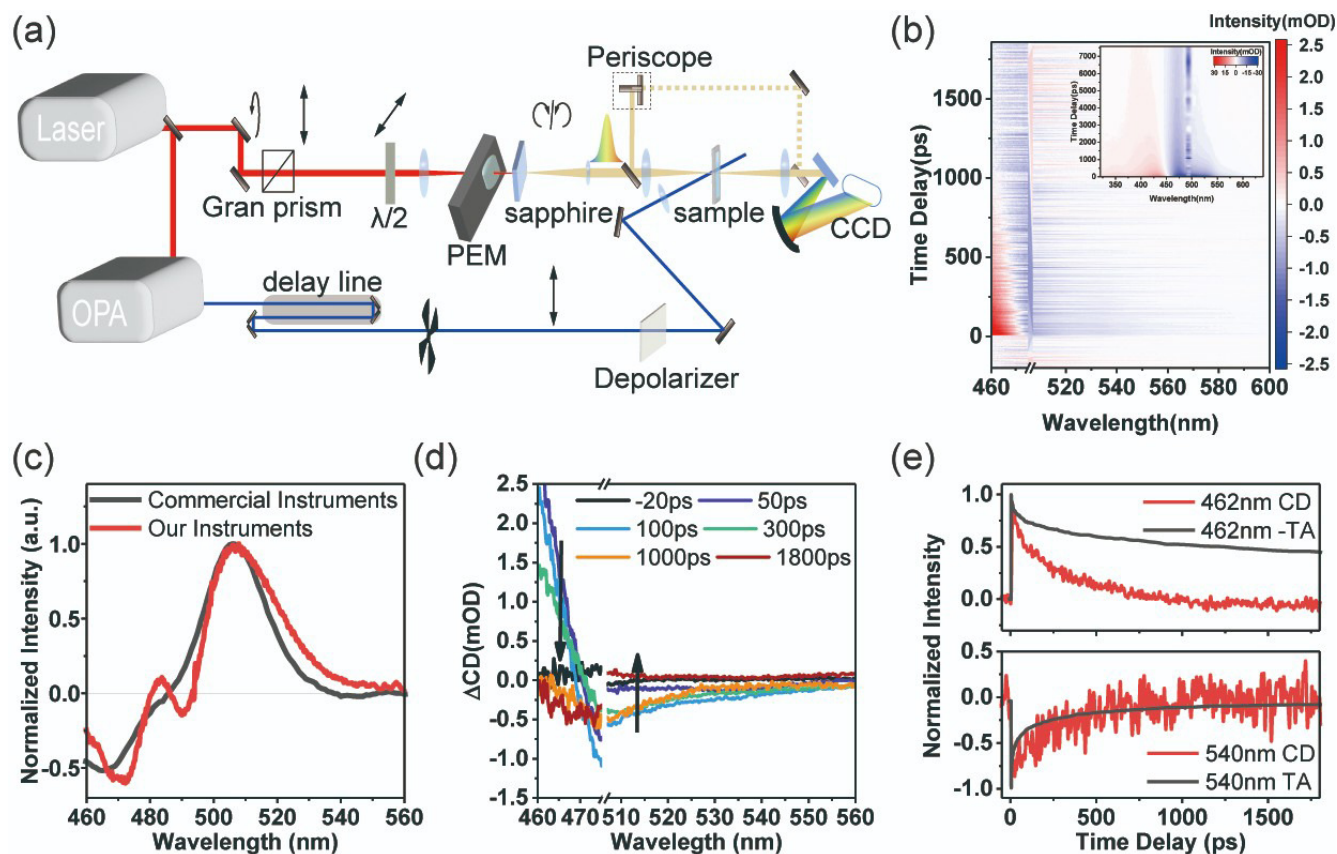 (a)
Laser
Gran prism
λ/2
PEM
sapphire
Periscope
sample
CCD
OPA
delay line
Depolarizer
(b)
Intensity(mOD)
2.5
2.0
1.5
1.0
0.5
0.0
-0.5
-1.0
-1.5
-2.0
-2.5
Time Delay(ps)
1500
1000
500
0
460
520
540
560
580
600
Wavelength(nm)
Intensity(mOD)
30 15 0 -15 -30
Time Delay(ps)
7000
6000
5000
4000
3000
2000
1000
0
350 400 450 500 550 600
Wavelength(nm)
(c)
Commercial Instruments
Our Instruments
Normalized Intensity (a.u.)
1.0
0.5
0.0
-0.5
460 480 500 520 540 560
Wavelength (nm)
(d)
-20ps 50ps
100ps 300ps
1000ps 1800ps
ΔCD(mOD)
2.5
2.0
1.5
1.0
0.5
0.0
-0.5
-1.0
-1.5
460 470 510 520 530 540 550 560
Wavelegth (nm)
(e)
462nm CD
462nm -TA
Normalized Intensity
1.0
0.5
0.0
540nm CD
540nm TA
0.0
-0.5
-1.0
0 500 1000 1500
Time Delay (ps)